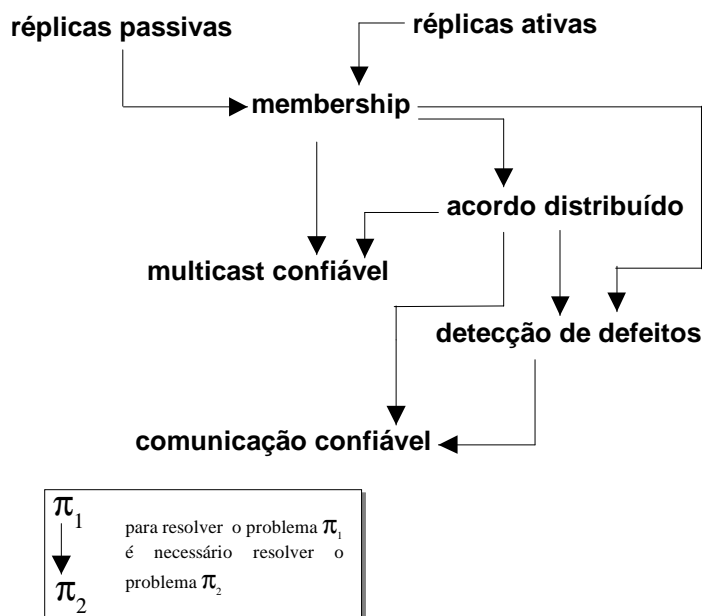 réplicas passivas
réplicas ativas
membership
acordo distribuído
multicast confiável
detecção de defeitos
comunicação confiável
π1
π2
para resolver o problema π1
é necessário resolver o
problema π2